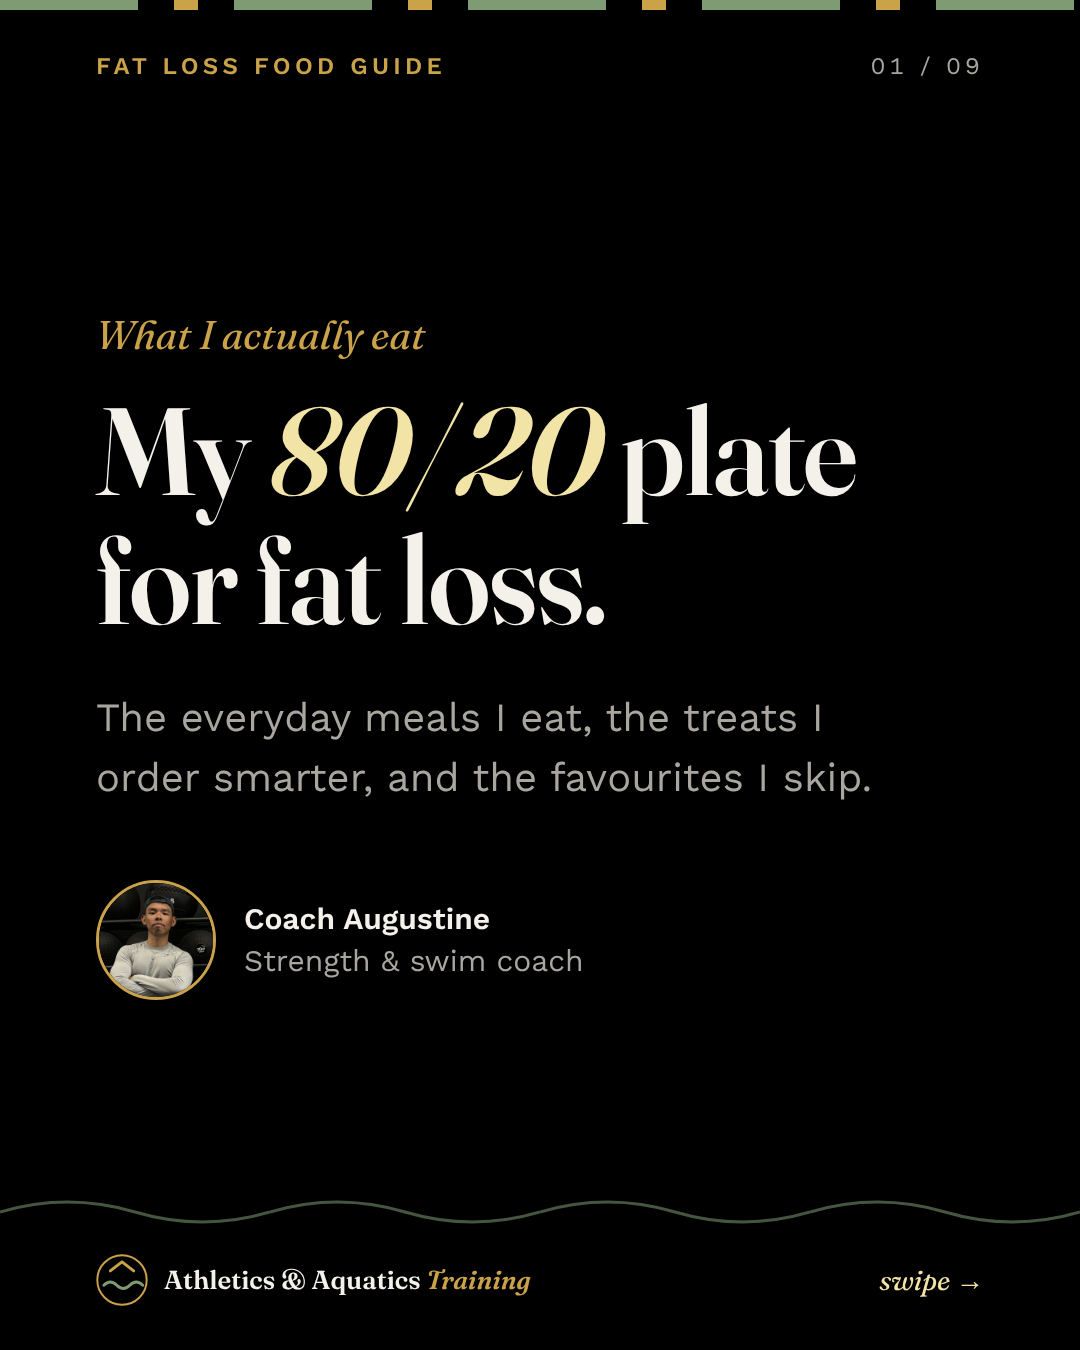 FAT LOSS FOOD GUIDE
01 / 09
What I actually eat
My 80/20 plate
for fat loss.
The everyday meals I eat, the treats I
order smarter, and the favourites I skip.
Coach Augustine
Strength & swim coach
Athletics & Aquatics Training
swipe →